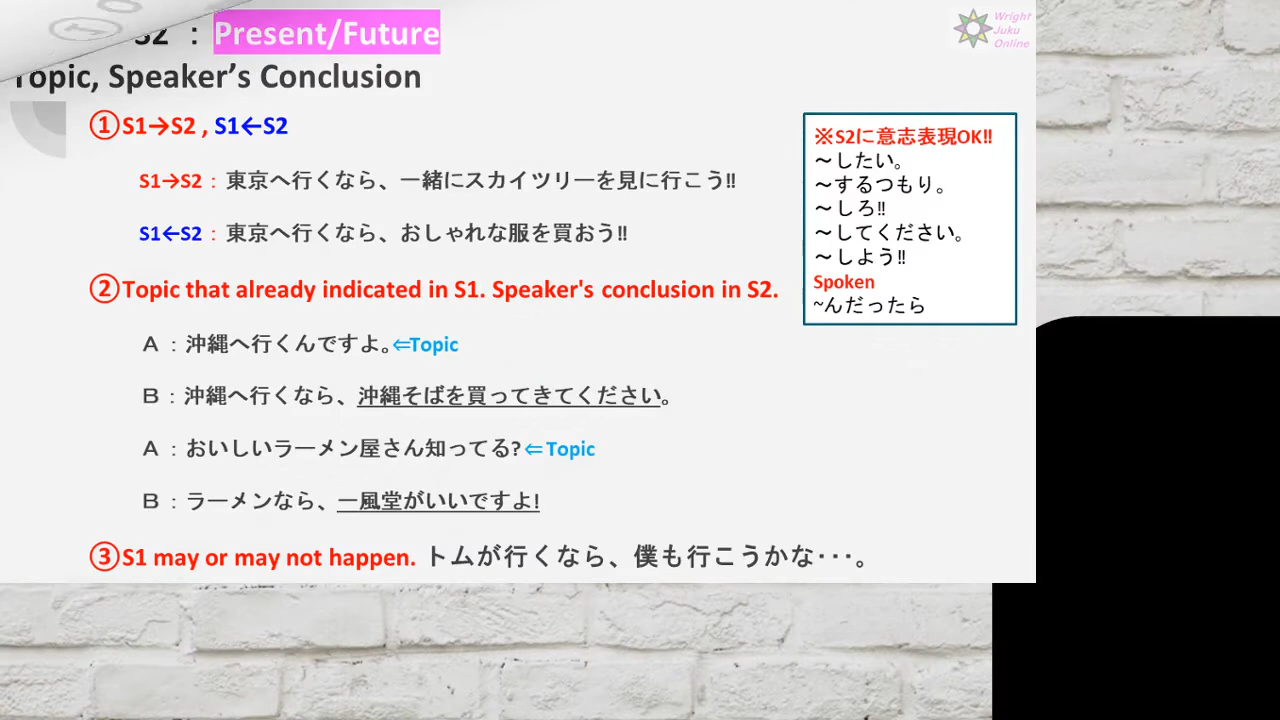 S2 : Present/Future
Topic, Speaker's Conclusion
①S1→S2 , S1←S2
S1→S2 : 東京へ行くなら、一緒にスカイツリーを見に行こう‼
S1←S2 : 東京へ行くなら、おしゃれな服を買おう‼
②Topic that already indicated in S1. Speaker's conclusion in S2.
A : 沖縄へ行くんですよ。⇐Topic
B : 沖縄へ行くなら、沖縄そばを買ってきてください。
A : おいしいラーメン屋さん知ってる?⇐Topic
B : ラーメンなら、一風堂がいいですよ!
③S1 may or may not happen. トムが行くなら、僕も行こうかな･･･。
※S2に意志表現OK‼
～したい。
～するつもり。
～しろ‼
～してください。
～しよう‼
Spoken
~んだったら
Wright
Juku
Online